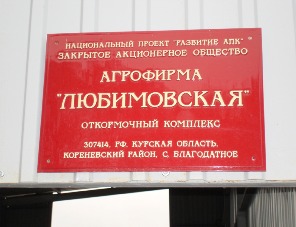 НАЦИОНАЛЬНЫЙ ПРОЕКТ "РАЗВИТИЕ АПК"
ЗАКРЫТОЕ АКЦИОНЕРНОЕ ОБЩЕСТВО
АГРОФИРМА
"ЛЮБИМОВСКАЯ"
ОТКОРМОЧНЫЙ КОМПЛЕКС
307414, РФ, КУРСКАЯ ОБЛАСТЬ,
КОРЕНЕВСКИЙ РАЙОН, С. БЛАГОДАТНОЕ